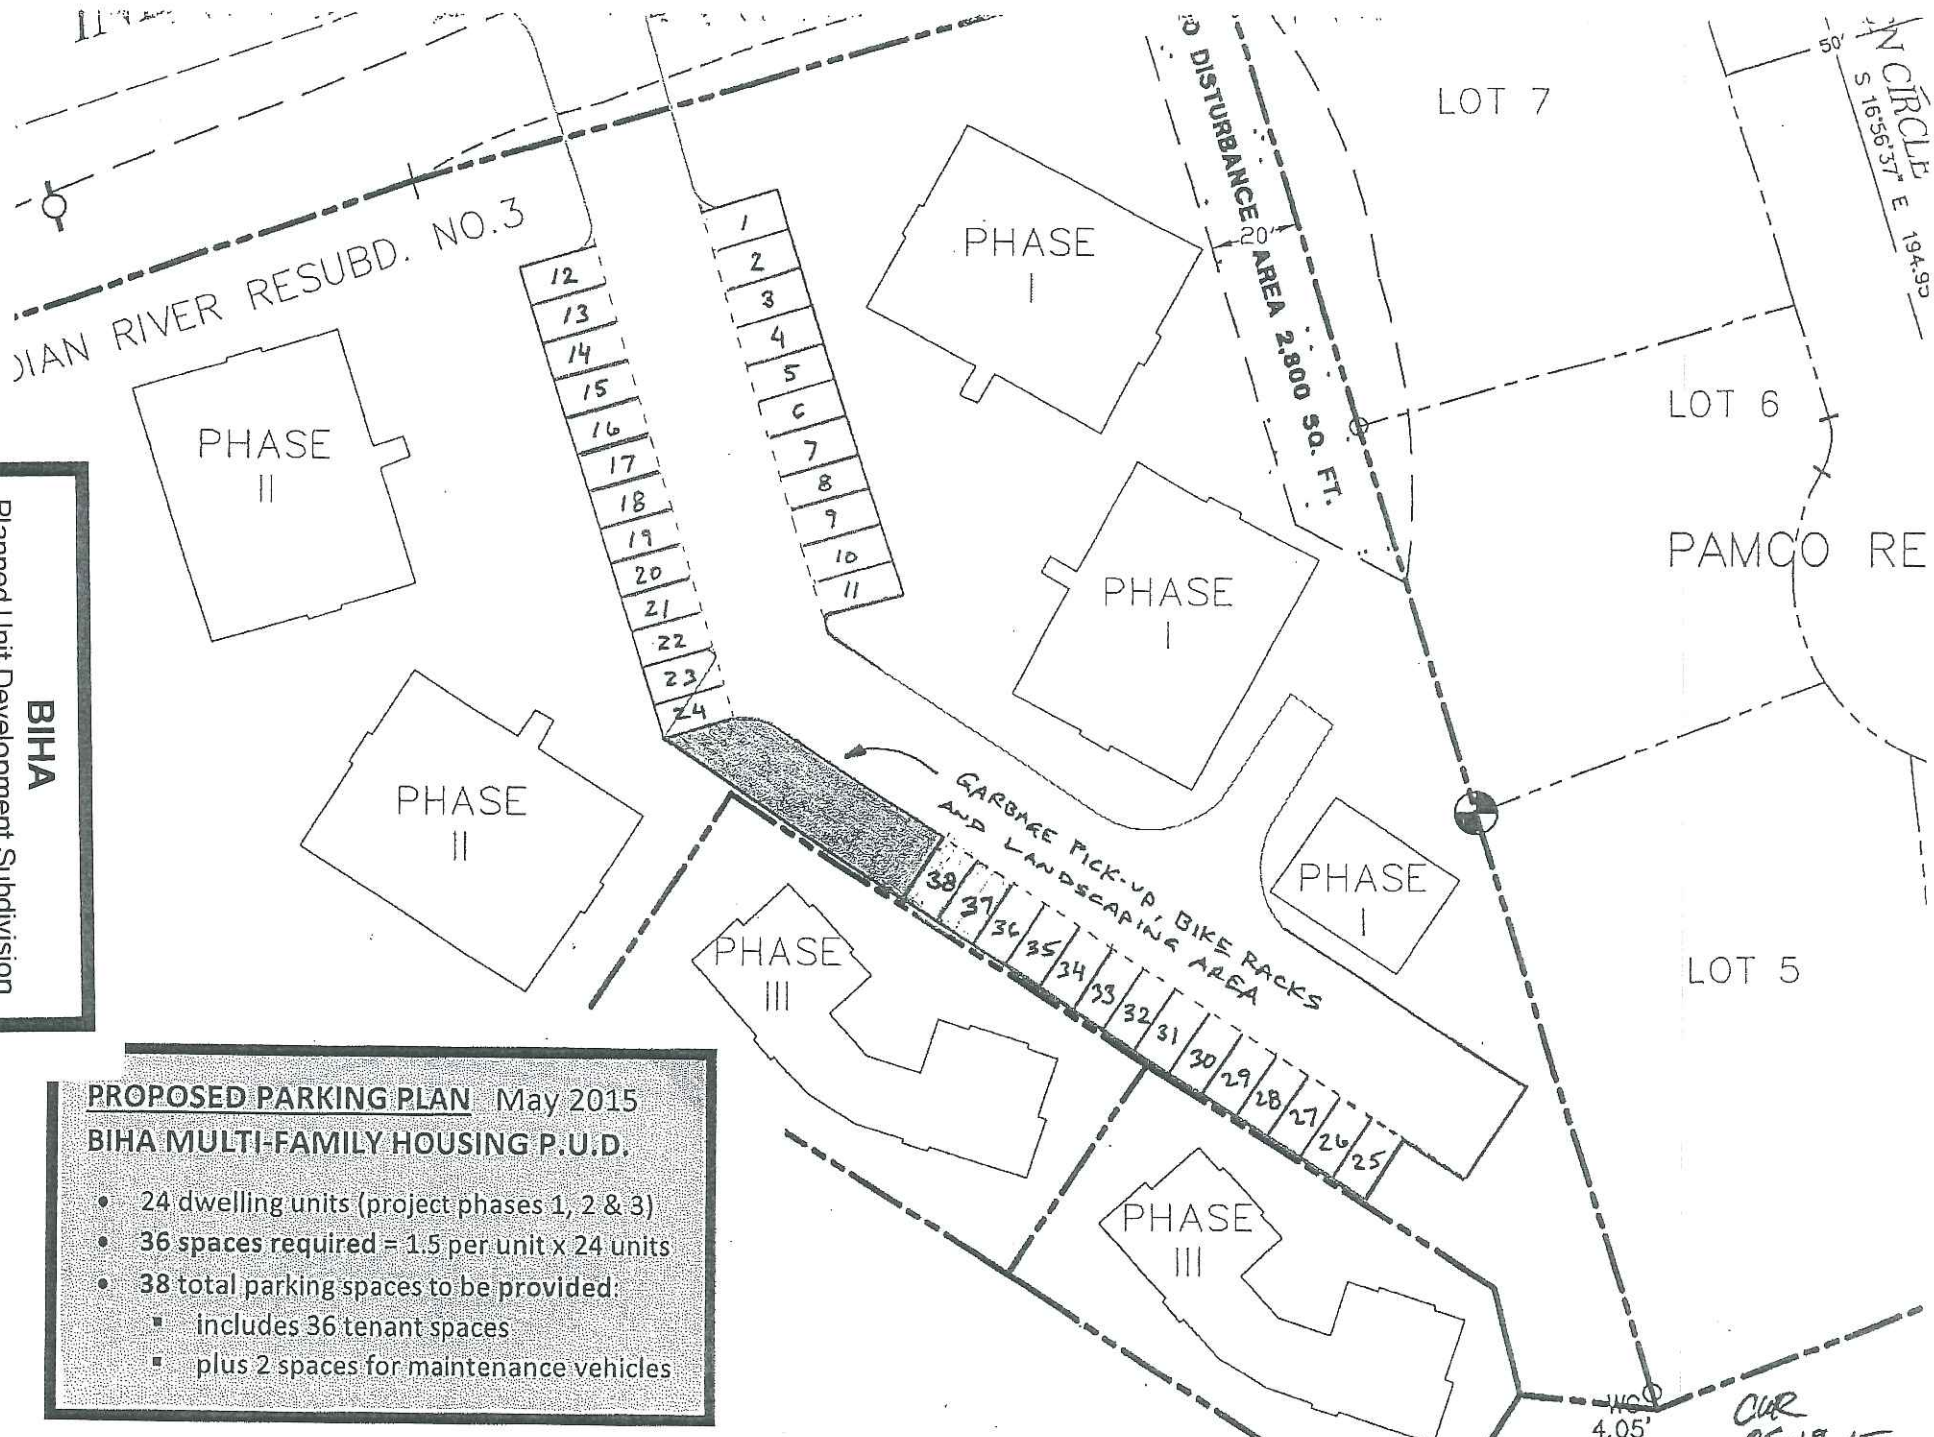 N CIRCLE
S 16°56'37" E 194.95
50'
LOT 7
DISTURBANCE AREA 2,800 SQ. FT.
20'
RESUBD. NO.3
RIVER
PHASE
I
1
2
3
4
5
6
7
8
9
10
11
12
13
14
15
16
17
18
19
20
21
22
23
24
PHASE
II
LOT 6
PHASE
I
PAMCO RE
PHASE
II
GARBAGE PICK-UP, BIKE RACKS
AND LANDSCAPING AREA
PHASE
I
38
37
36
35
34
33
32
31
30
29
28
27
26
25
PHASE
III
LOT 5
PHASE
III
BIHA
Planned Unit Development Subdivision
PROPOSED PARKING PLAN May 2015
BIHA MULTI-FAMILY HOUSING P.U.D.
• 24 dwelling units (project phases 1, 2 & 3)
• 36 spaces required = 1.5 per unit x 24 units
• 38 total parking spaces to be provided:
▪ includes 36 tenant spaces
▪ plus 2 spaces for maintenance vehicles
4.05'